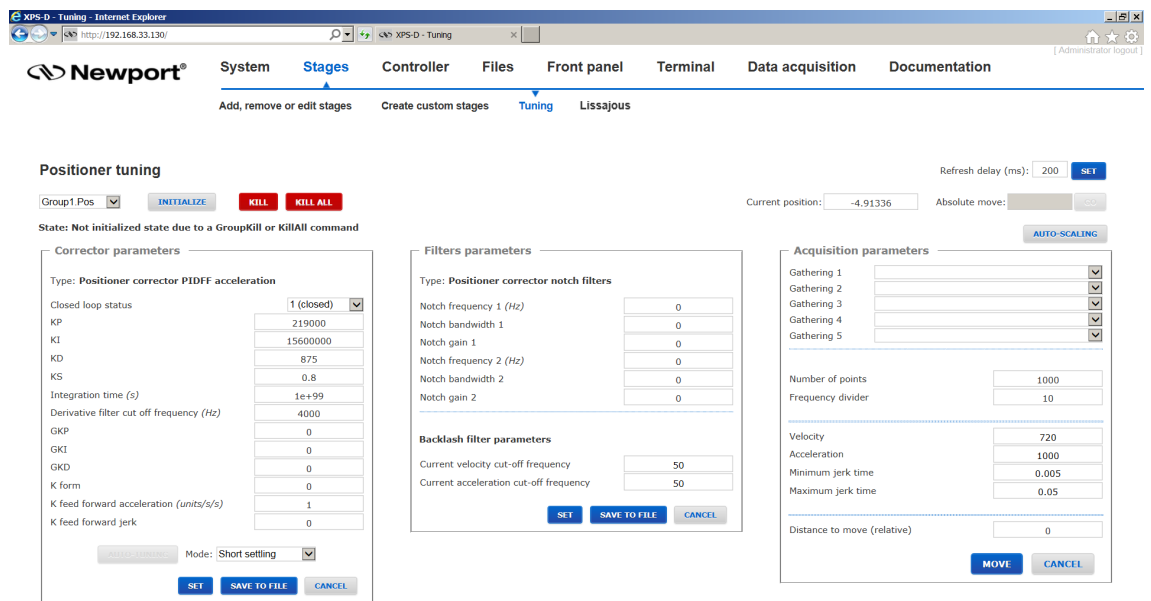 XPS-D - Tuning - Internet Explorer
http://192.168.33.130/
XPS-D - Tuning
[ Administrator logout ]
Newport®
System Stages Controller Files Front panel Terminal Data acquisition Documentation
Add, remove or edit stages Create custom stages Tuning Lissajous
Positioner tuning
Refresh delay (ms): 200 SET
Group1.Pos INITIALIZE KILL KILL ALL
Current position: -4.91336 Absolute move: GO
State: Not initialized state due to a GroupKill or KillAll command
AUTO-SCALING
Corrector parameters
Type: Positioner corrector PIDFF acceleration
Closed loop status 1 (closed)
KP 219000
KI 15600000
KD 875
KS 0.8
Integration time (s) 1e+99
Derivative filter cut off frequency (Hz) 4000
GKP 0
GKI 0
GKD 0
K form 0
K feed forward acceleration (units/s/s) 1
K feed forward jerk 0
AUTO-TUNING Mode: Short settling
SET SAVE TO FILE CANCEL
Filters parameters
Type: Positioner corrector notch filters
Notch frequency 1 (Hz) 0
Notch bandwidth 1 0
Notch gain 1 0
Notch frequency 2 (Hz) 0
Notch bandwidth 2 0
Notch gain 2 0
Backlash filter parameters
Current velocity cut-off frequency 50
Current acceleration cut-off frequency 50
SET SAVE TO FILE CANCEL
Acquisition parameters
Gathering 1
Gathering 2
Gathering 3
Gathering 4
Gathering 5
Number of points 1000
Frequency divider 10
Velocity 720
Acceleration 1000
Minimum jerk time 0.005
Maximum jerk time 0.05
Distance to move (relative) 0
MOVE CANCEL